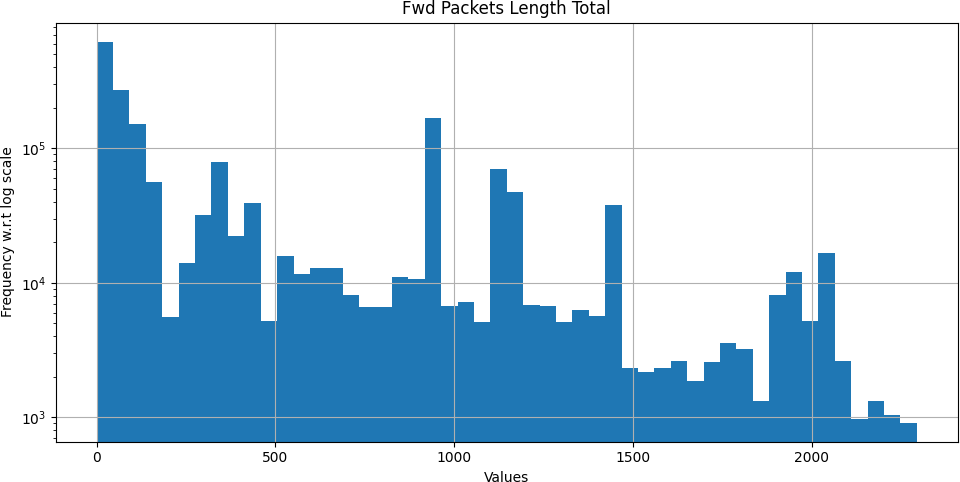 Fwd Packets Length Total
Frequency w.r.t log scale
10^5
10^4
10^3
0 500 1000 1500 2000
Values